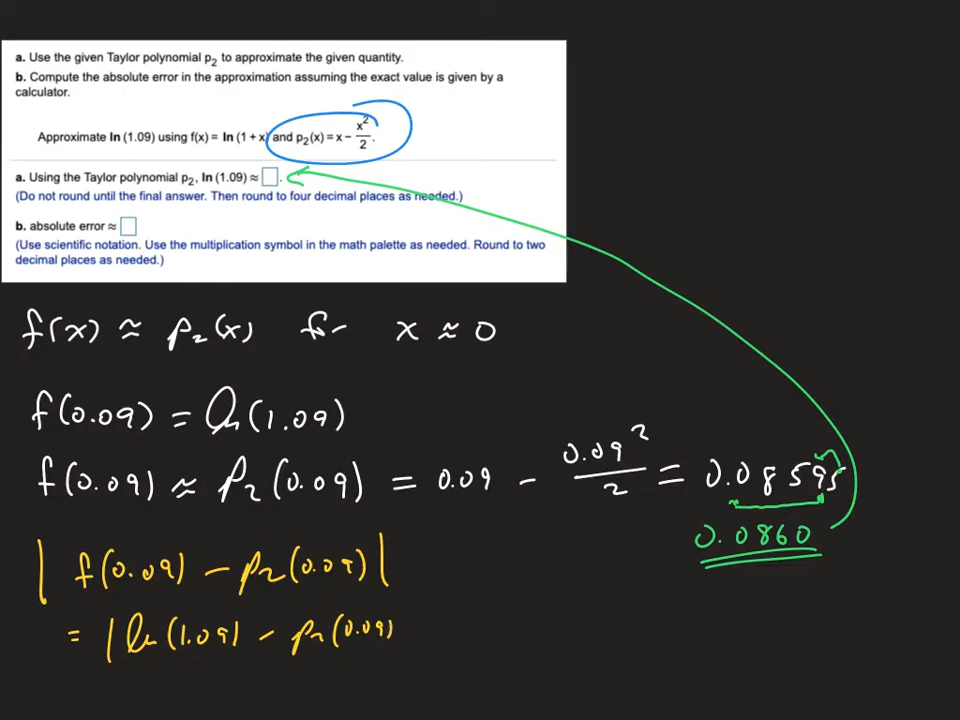 a. Use the given Taylor polynomial p₂ to approximate the given quantity.
b. Compute the absolute error in the approximation assuming the exact value is given by a
calculator.
Approximate ln (1.09) using f(x) = ln (1 + x) and p₂(x) = x − x²/2.
a. Using the Taylor polynomial p₂, ln (1.09) ≈ □.
(Do not round until the final answer. Then round to four decimal places as needed.)
b. absolute error ≈ □
(Use scientific notation. Use the multiplication symbol in the math palette as needed. Round to two
decimal places as needed.)
f(x) ≈ p₂(x) for x ≈ 0
f(0.09) = ln(1.09)
f(0.09) ≈ p₂(0.09) = 0.09 − 0.09²/2 = 0.08595
0.0860
| f(0.09) − p₂(0.09) |
= | ln(1.09) − p₂(0.09)